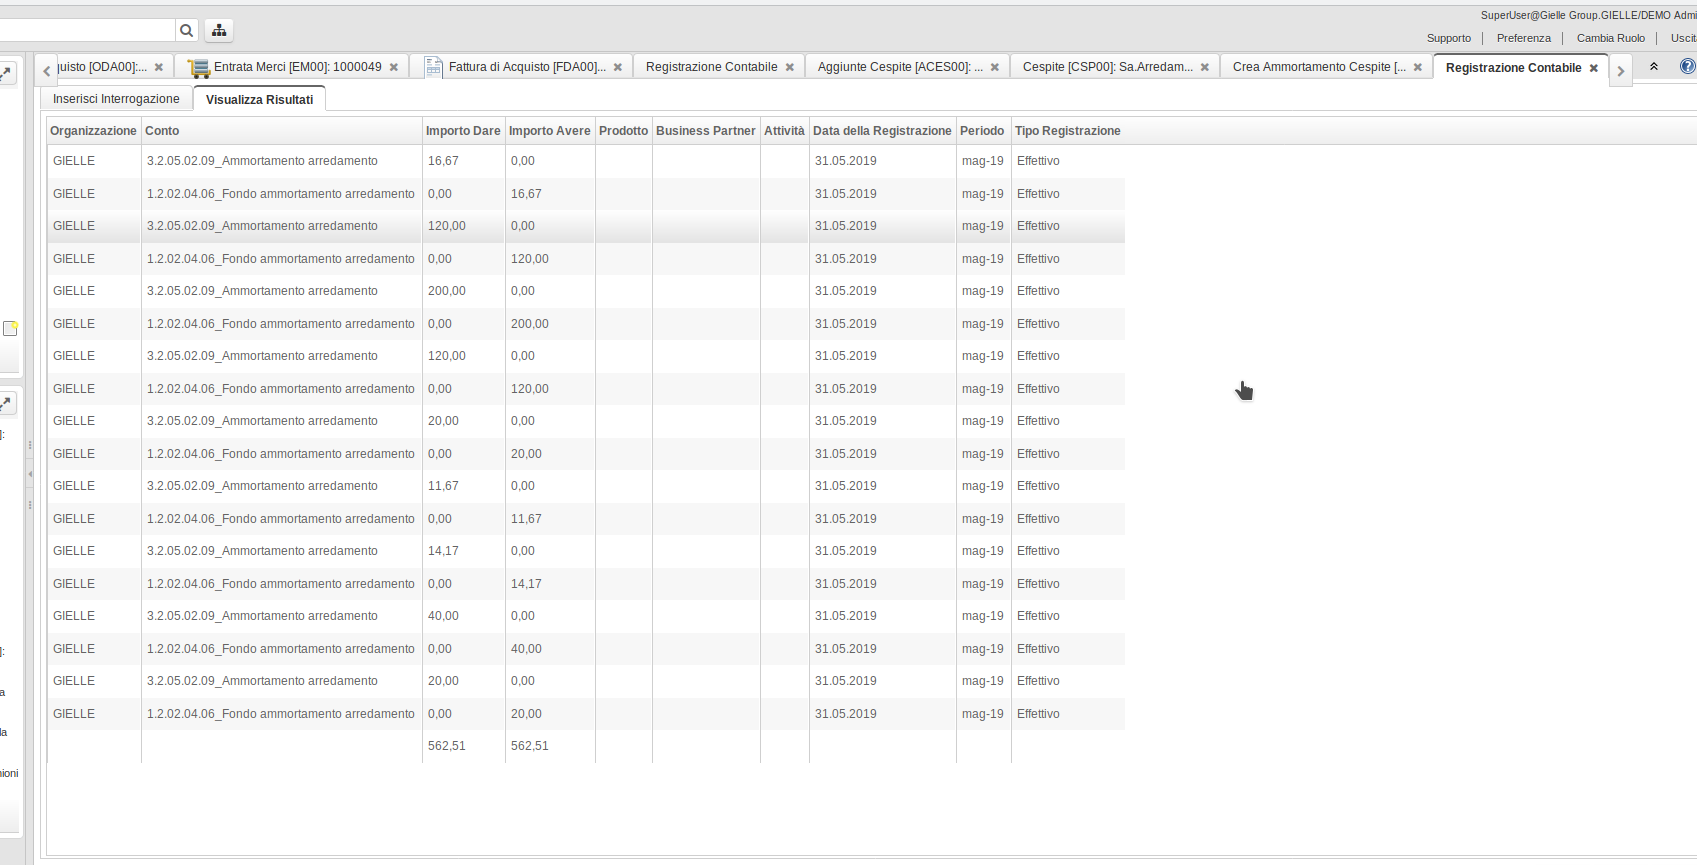 SuperUser@Gielle Group.GIELLE/DEMO Admi
Supporto Preferenza Cambia Ruolo Uscit
quisto [ODA00]:... Entrata Merci [EM00]: 1000049 Fattura di Acquisto [FDA00]... Registrazione Contabile Aggiunte Cespite [ACES00]: ... Cespite [CSP00]: Sa.Arredam... Crea Ammortamento Cespite [... Registrazione Contabile
Inserisci Interrogazione Visualizza Risultati
Organizzazione Conto Importo Dare Importo Avere Prodotto Business Partner Attività Data della Registrazione Periodo Tipo Registrazione
GIELLE 3.2.05.02.09_Ammortamento arredamento 16,67 0,00 31.05.2019 mag-19 Effettivo
GIELLE 1.2.02.04.06_Fondo ammortamento arredamento 0,00 16,67 31.05.2019 mag-19 Effettivo
GIELLE 3.2.05.02.09_Ammortamento arredamento 120,00 0,00 31.05.2019 mag-19 Effettivo
GIELLE 1.2.02.04.06_Fondo ammortamento arredamento 0,00 120,00 31.05.2019 mag-19 Effettivo
GIELLE 3.2.05.02.09_Ammortamento arredamento 200,00 0,00 31.05.2019 mag-19 Effettivo
GIELLE 1.2.02.04.06_Fondo ammortamento arredamento 0,00 200,00 31.05.2019 mag-19 Effettivo
GIELLE 3.2.05.02.09_Ammortamento arredamento 120,00 0,00 31.05.2019 mag-19 Effettivo
GIELLE 1.2.02.04.06_Fondo ammortamento arredamento 0,00 120,00 31.05.2019 mag-19 Effettivo
GIELLE 3.2.05.02.09_Ammortamento arredamento 20,00 0,00 31.05.2019 mag-19 Effettivo
GIELLE 1.2.02.04.06_Fondo ammortamento arredamento 0,00 20,00 31.05.2019 mag-19 Effettivo
GIELLE 3.2.05.02.09_Ammortamento arredamento 11,67 0,00 31.05.2019 mag-19 Effettivo
GIELLE 1.2.02.04.06_Fondo ammortamento arredamento 0,00 11,67 31.05.2019 mag-19 Effettivo
GIELLE 3.2.05.02.09_Ammortamento arredamento 14,17 0,00 31.05.2019 mag-19 Effettivo
GIELLE 1.2.02.04.06_Fondo ammortamento arredamento 0,00 14,17 31.05.2019 mag-19 Effettivo
GIELLE 3.2.05.02.09_Ammortamento arredamento 40,00 0,00 31.05.2019 mag-19 Effettivo
GIELLE 1.2.02.04.06_Fondo ammortamento arredamento 0,00 40,00 31.05.2019 mag-19 Effettivo
GIELLE 3.2.05.02.09_Ammortamento arredamento 20,00 0,00 31.05.2019 mag-19 Effettivo
GIELLE 1.2.02.04.06_Fondo ammortamento arredamento 0,00 20,00 31.05.2019 mag-19 Effettivo
562,51 562,51